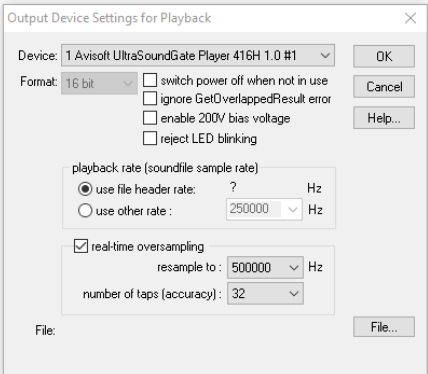 Output Device Settings for Playback
Device: 1 Avisoft UltraSoundGate Player 416H 1.0 #1 OK
Format: 16 bit switch power off when not in use Cancel
ignore GetOverlappedResult error
enable 200V bias voltage Help...
reject LED blinking
playback rate (soundfile sample rate)
use file header rate: ? Hz
use other rate : 250000 Hz
real-time oversampling
resample to : 500000 Hz
number of taps (accuracy) : 32
File: File...